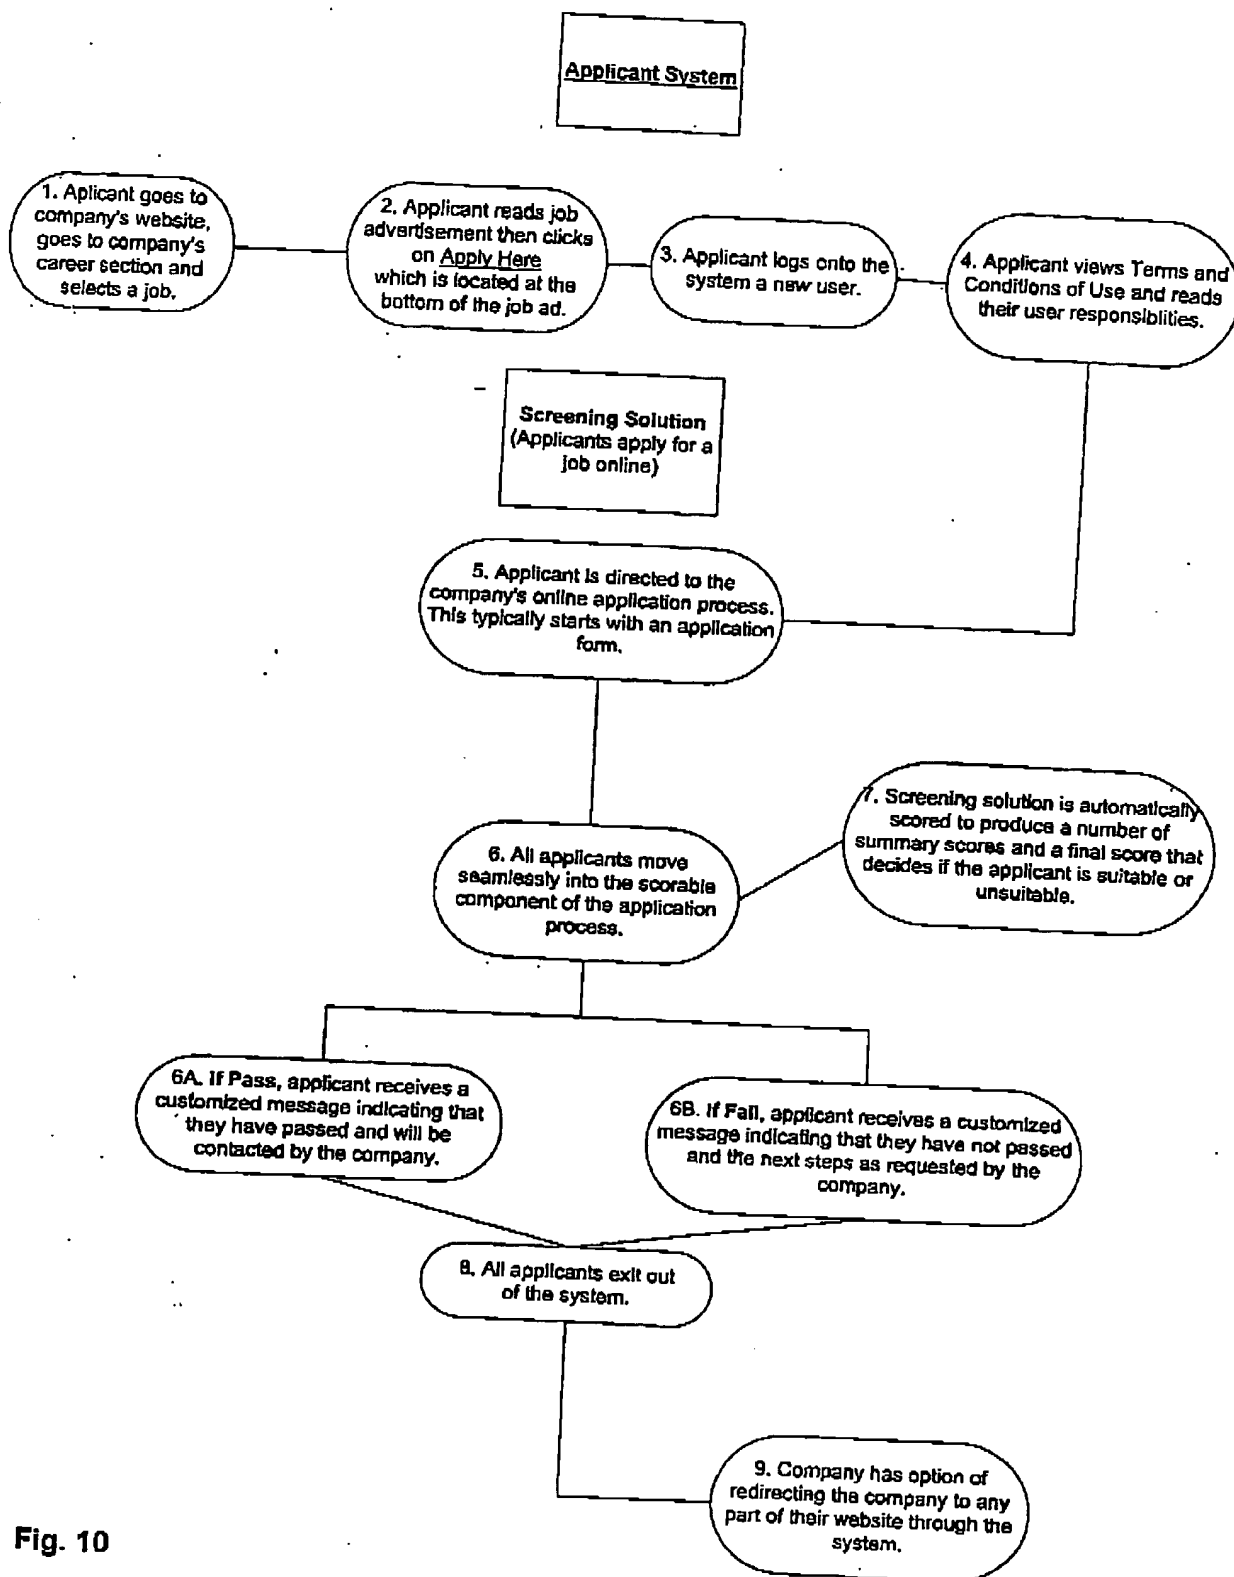 Applicant System
1. Aplicant goes to
company's website,
goes to company's
career section and
selects a job.
2. Applicant reads job
advertisement then clicks
on Apply Here
which is located at the
bottom of the job ad.
3. Applicant logs onto the
system a new user.
4. Applicant views Terms and
Conditions of Use and reads
their user responsiblities.
Screening Solution
(Applicants apply for a
job online)
5. Applicant is directed to the
company's online application process.
This typically starts with an application
form.
7. Screening solution is automatically
scored to produce a number of
summary scores and a final score that
decides if the applicant is suitable or
unsuitable.
6. All applicants move
seamlessly into the scorable
component of the application
process.
6A. If Pass, applicant receives a
customized message indicating that
they have passed and will be
contacted by the company.
6B. If Fail, applicant receives a customized
message indicating that they have not passed
and the next steps as requested by the
company.
8. All applicants exit out
of the system.
9. Company has option of
redirecting the company to any
part of their website through the
system.
Fig. 10